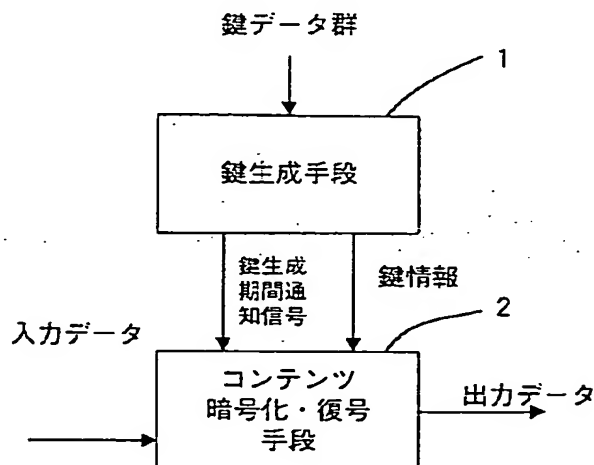 鍵データ群
1
鍵生成手段
鍵生成
期間通
知信号
鍵情報
2
入力データ
コンテンツ
暗号化・復号
手段
出力データ